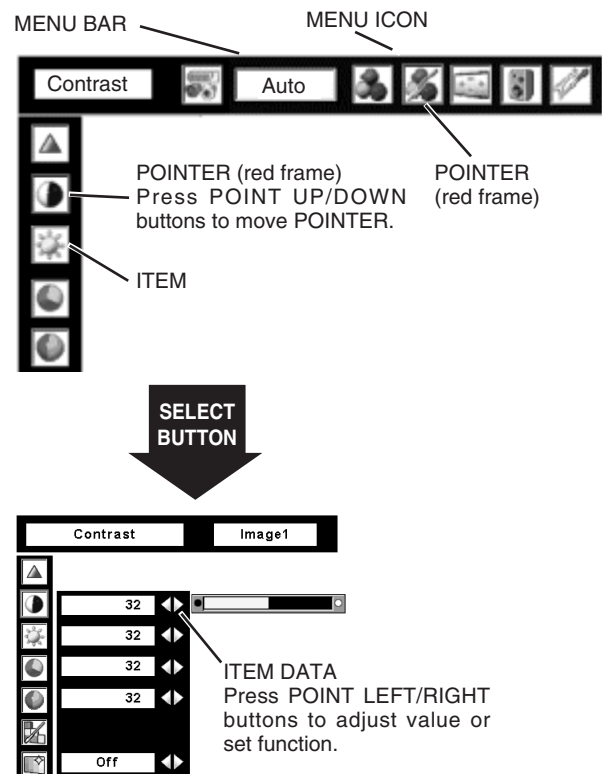 MENU BAR
MENU ICON
Contrast
Auto
POINTER (red frame)
Press POINT UP/DOWN
buttons to move POINTER.
POINTER
(red frame)
ITEM
SELECT
BUTTON
Contrast
Image1
32
32
32
32
Off
ITEM DATA
Press POINT LEFT/RIGHT
buttons to adjust value or
set function.